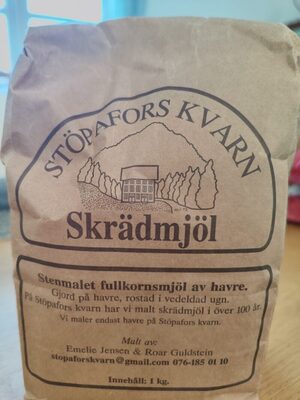 STÖPAFORS KVARN
Skrädmjöl
Stenmalet fullkornsmjöl av havre.
Gjord på havre, rostad i vedeldad ugn.
På Stöpafors kvarn har vi malt skrädmjöl i över 100 år.
Vi maler endast havre på Stöpafors kvarn.
Malt av:
Emelie Jensen & Roar Guldstein
stopaforskvarn@gmail.com 076-185 01 10
Innehåll: 1 kg.